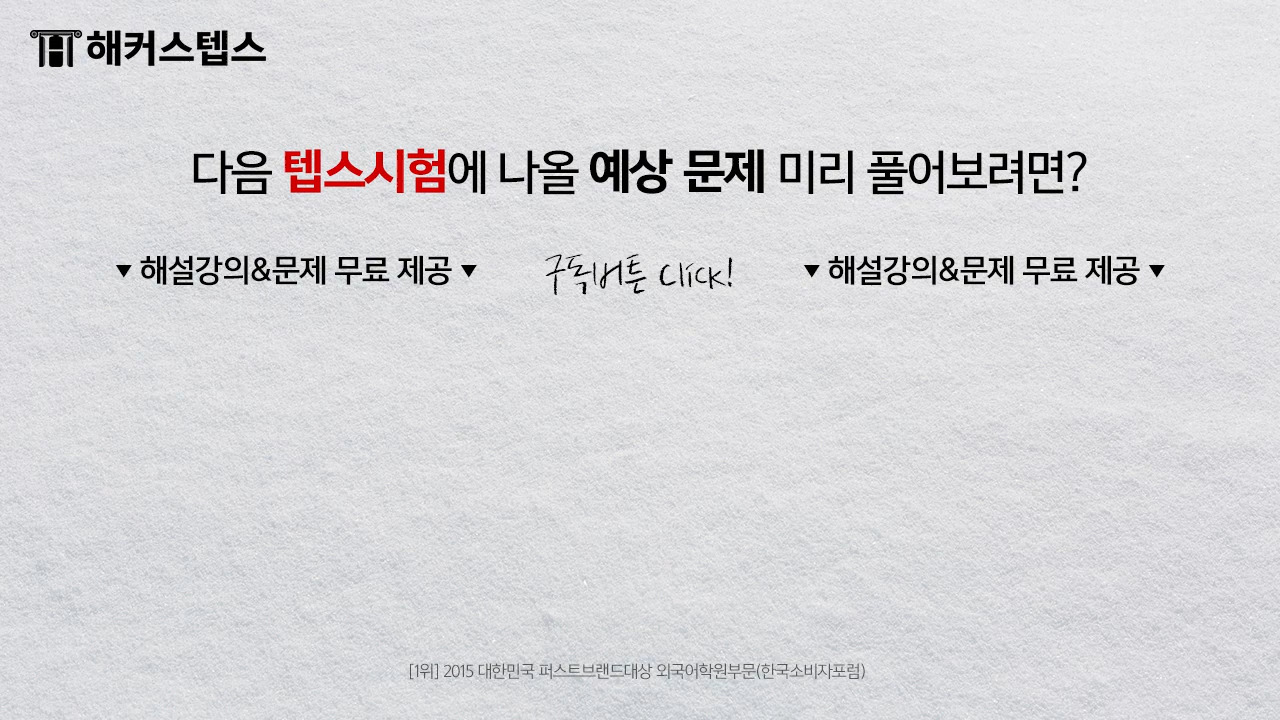 해커스텝스
다음 텝스시험에 나올 예상 문제 미리 풀어보려면?
▼ 해설강의&문제 무료 제공 ▼ 구독버튼 click! ▼ 해설강의&문제 무료 제공 ▼
[1위] 2015 대한민국 퍼스트브랜드대상 외국어학원부문(한국소비자포럼)